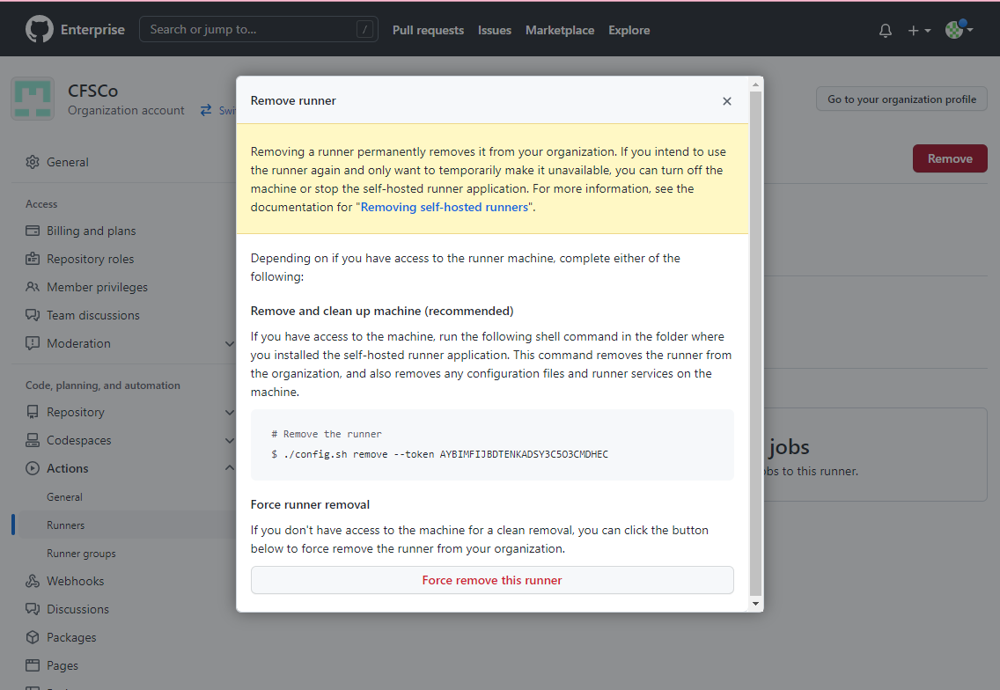 Enterprise
Search or jump to...
/
Pull requests
Issues
Marketplace
Explore
CFSCo
Organization account
Go to your organization profile
General
Access
Billing and plans
Repository roles
Member privileges
Team discussions
Moderation
Code, planning, and automation
Repository
Codespaces
Actions
General
Runners
Runner groups
Webhooks
Discussions
Packages
Pages
Remove
Remove runner
Removing a runner permanently removes it from your organization. If you intend to use
the runner again and only want to temporarily make it unavailable, you can turn off the
machine or stop the self-hosted runner application. For more information, see the
documentation for "Removing self-hosted runners".
Depending on if you have access to the runner machine, complete either of the
following:
Remove and clean up machine (recommended)
If you have access to the machine, run the following shell command in the folder where
you installed the self-hosted runner application. This command removes the runner from
the organization, and also removes any configuration files and runner services on the
machine.
# Remove the runner
$ ./config.sh remove --token AYBIMFIJBDTENKADSY3C5O3CMDHEC
Force runner removal
If you don't have access to the machine for a clean removal, you can click the button
below to force remove the runner from your organization.
Force remove this runner
jobs
to this runner.